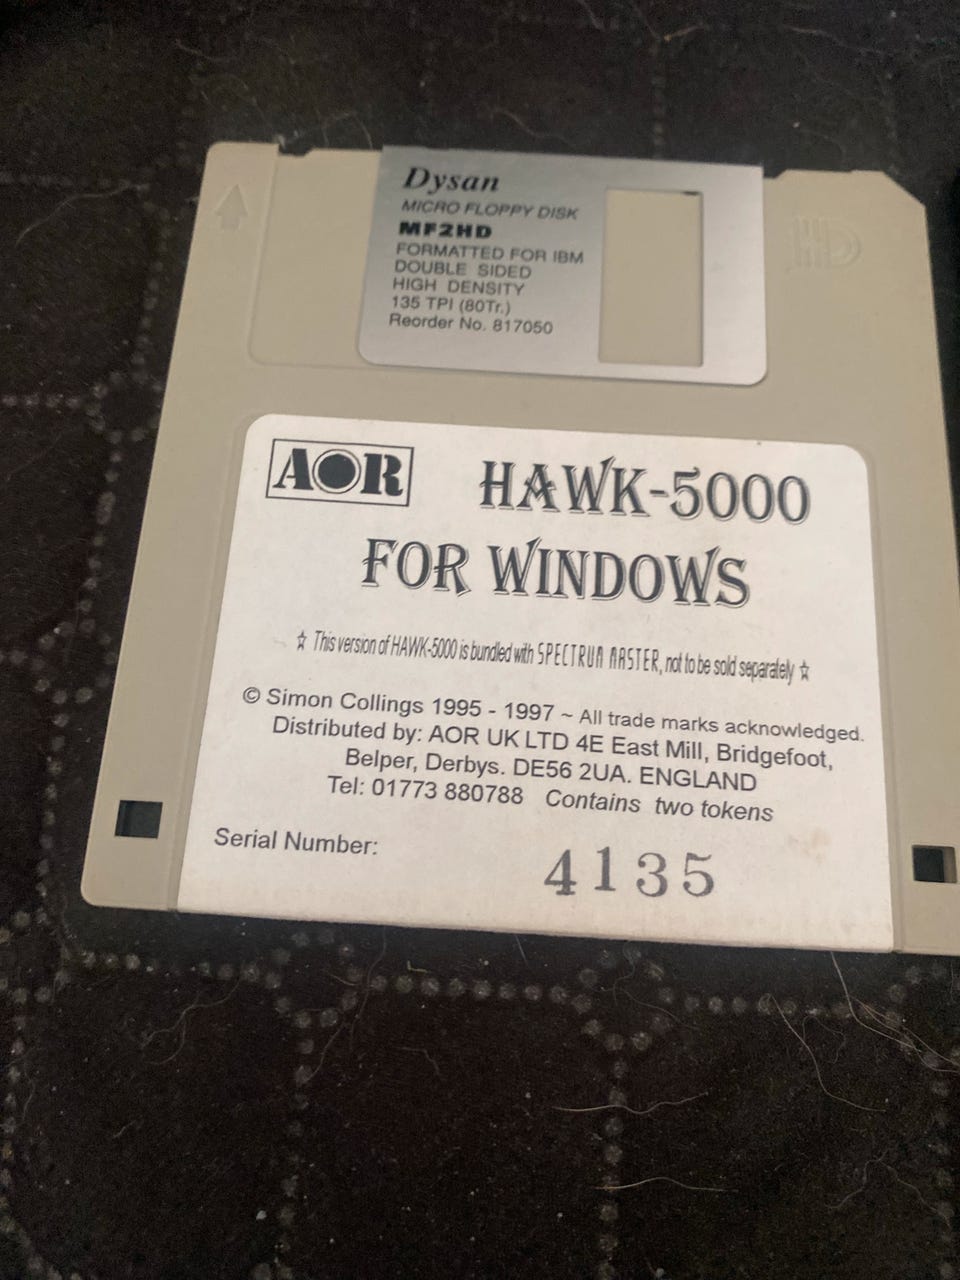 Dysan
MICRO FLOPPY DISK
MF2HD
FORMATTED FOR IBM
DOUBLE SIDED
HIGH DENSITY
135 TPI (80Tr.)
Reorder No. 817050
HD
AOR HAWK-5000
FOR WINDOWS
☆ This version of HAWK-5000 is bundled with SPECTRUM MASTER, not to be sold separately ☆
© Simon Collings 1995 - 1997 ~ All trade marks acknowledged.
Distributed by: AOR UK LTD 4E East Mill, Bridgefoot,
Belper, Derbys. DE56 2UA. ENGLAND
Tel: 01773 880788 Contains two tokens
Serial Number: 4135